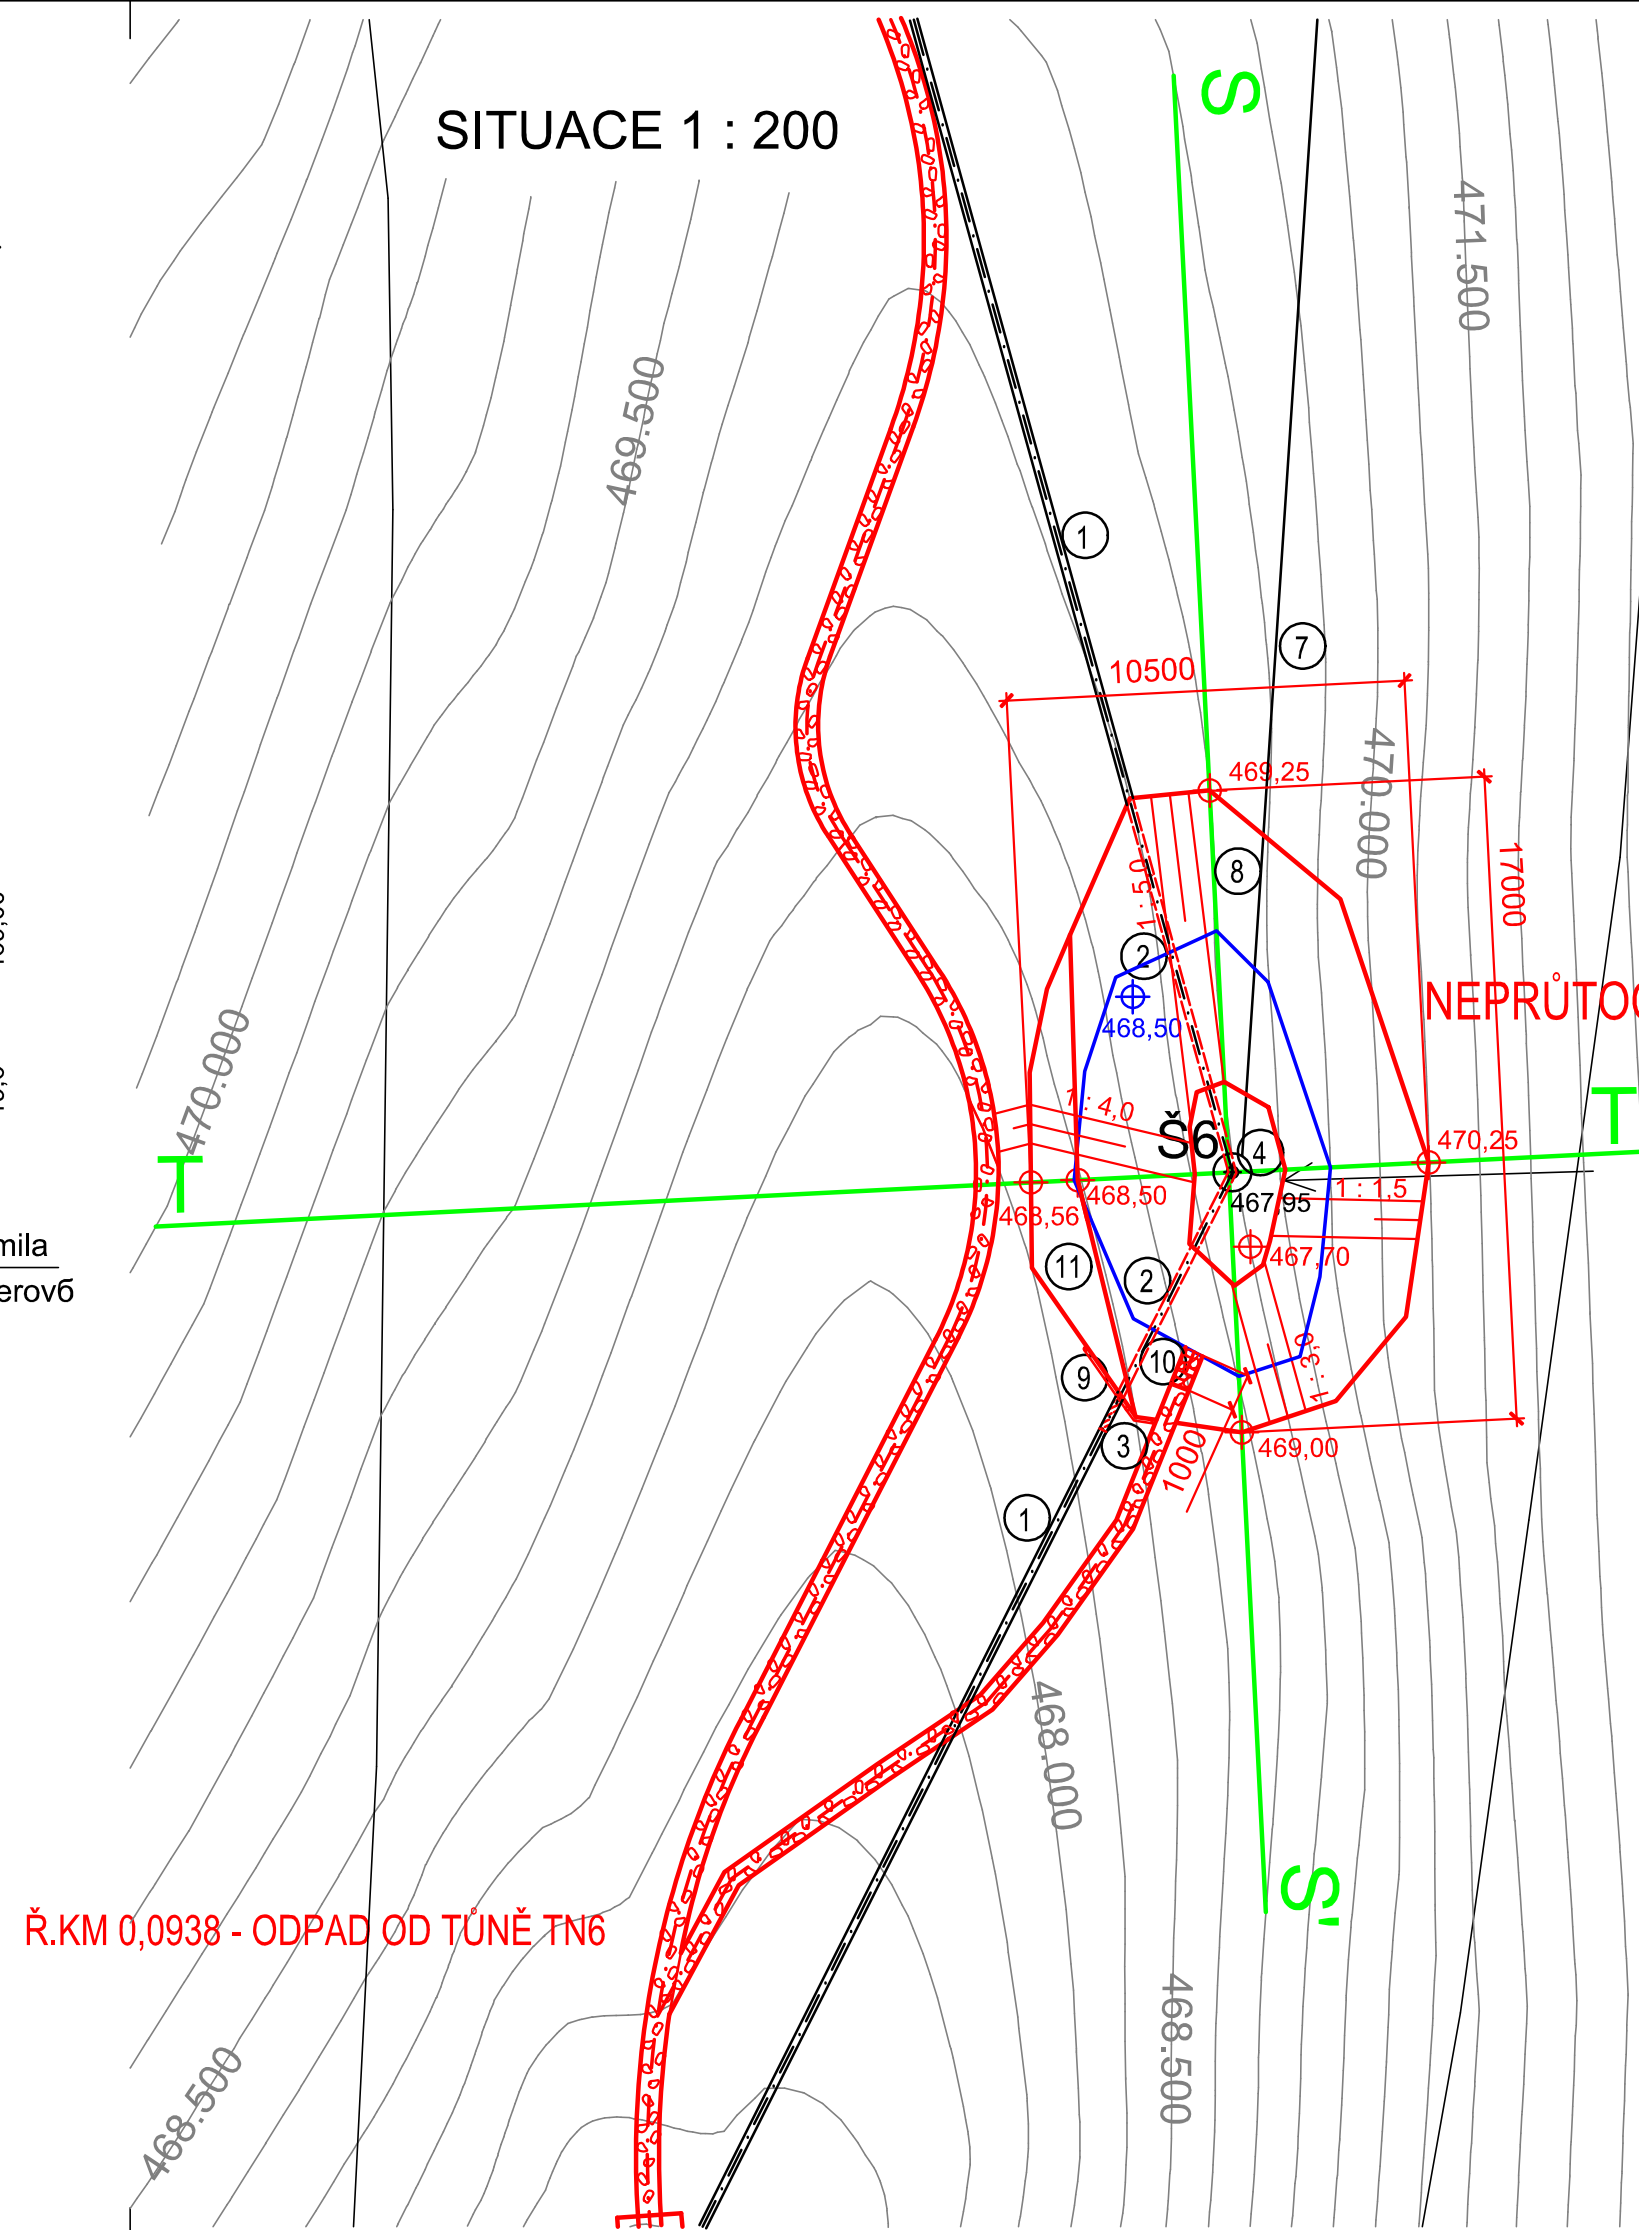 SITUACE 1 : 200
S
471.500
469.500
1
7
10500
469,25
470.000
1 : 5,0
8
17000
2
468,50
NEPRŮTO
470.000
1 : 4,0
Š6
4
470,25
T
T
468,50
467,95
1 : 1,5
468,56
mila
erovб
11
2
467,70
9
10
1 : 3,0
3
1000
469,00
1
468.000
S'
Ř.KM 0,0938 - ODPAD OD TŮNĚ TN6
468.500
468.500